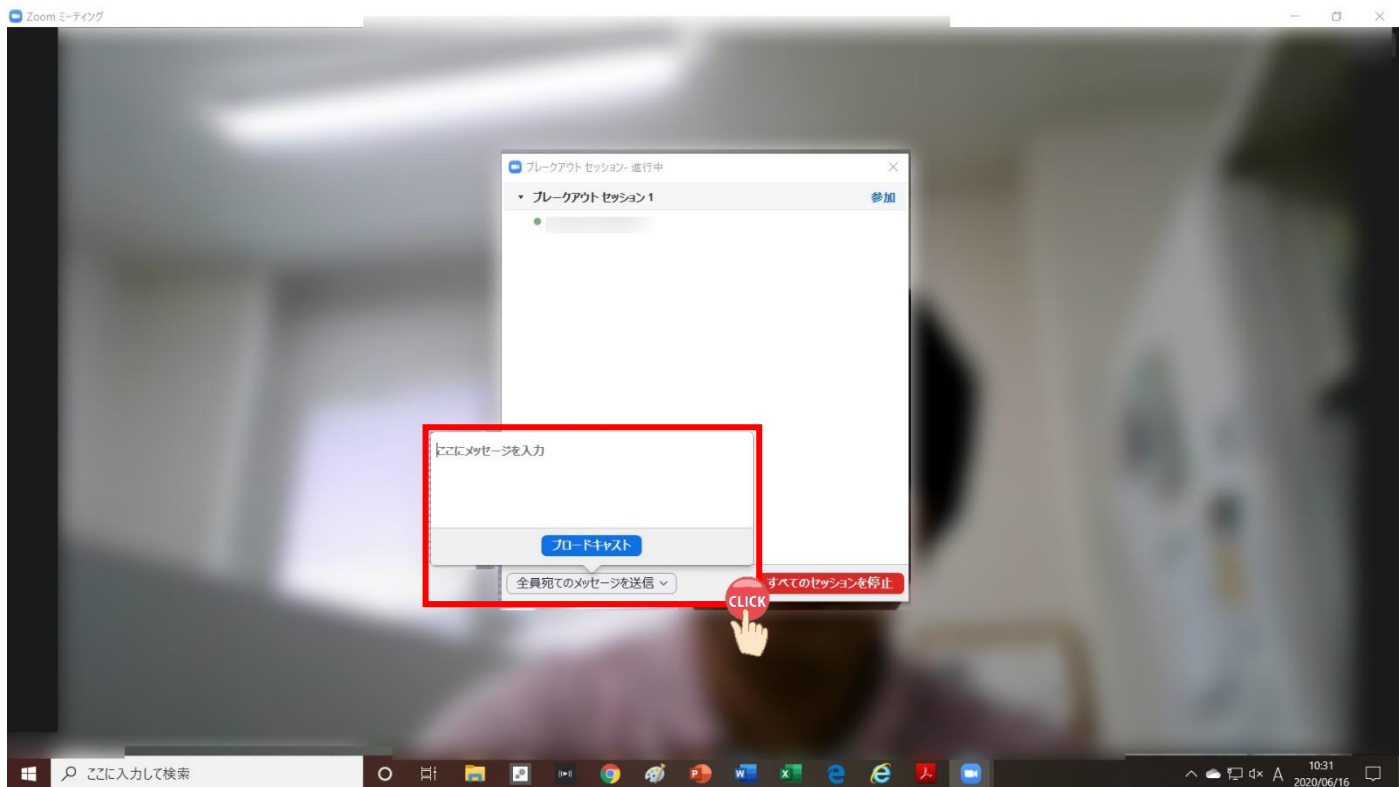 Zoom ミーティング
ブレークアウト セッション- 進行中
ブレークアウト セッション 1
参加
ここにメッセージを入力
ブロードキャスト
全員宛てのメッセージを送信
すべてのセッションを停止
CLICK
ここに入力して検索
A
10:31
2020/06/16